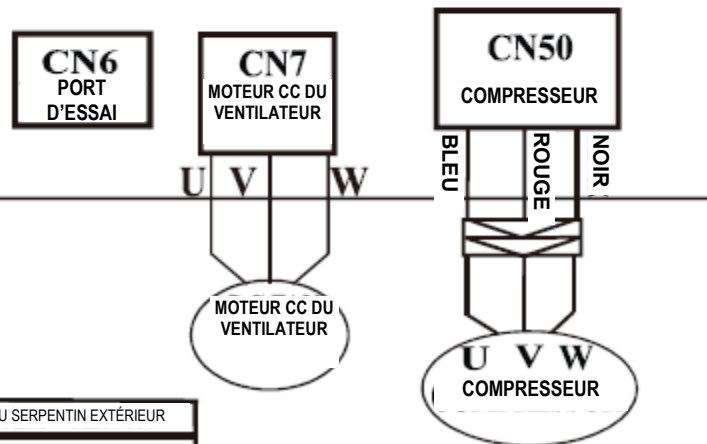 CN6
PORT
D'ESSAI
CN7
MOTEUR CC DU
VENTILATEUR
CN50
COMPRESSEUR
BLEU
ROUGE
NOIR
U V W
MOTEUR CC DU
VENTILATEUR
U V W
COMPRESSEUR
U SERPENTIN EXTÉRIEUR